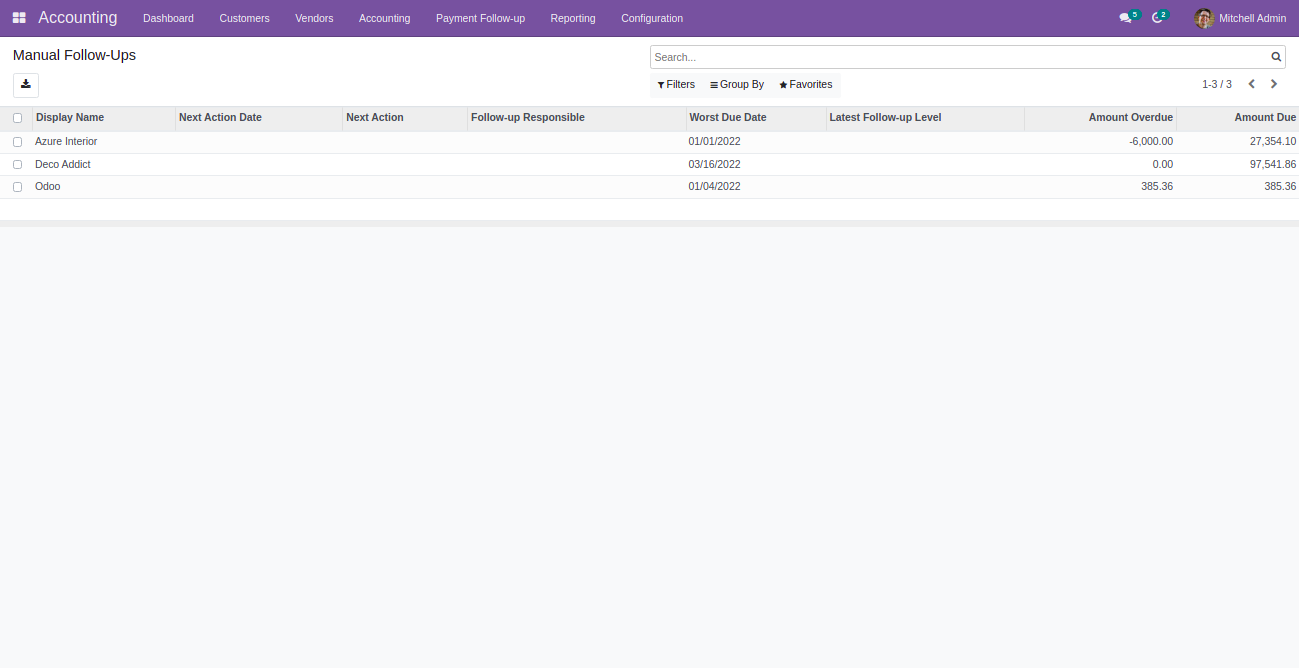 Accounting Dashboard Customers Vendors Accounting Payment Follow-up Reporting Configuration 5 2 Mitchell Admin
Manual Follow-Ups
Search...
Filters Group By Favorites 1-3 / 3
Display Name Next Action Date Next Action Follow-up Responsible Worst Due Date Latest Follow-up Level Amount Overdue Amount Due
Azure Interior 01/01/2022 -6,000.00 27,354.10
Deco Addict 03/16/2022 0.00 97,541.86
Odoo 01/04/2022 385.36 385.36